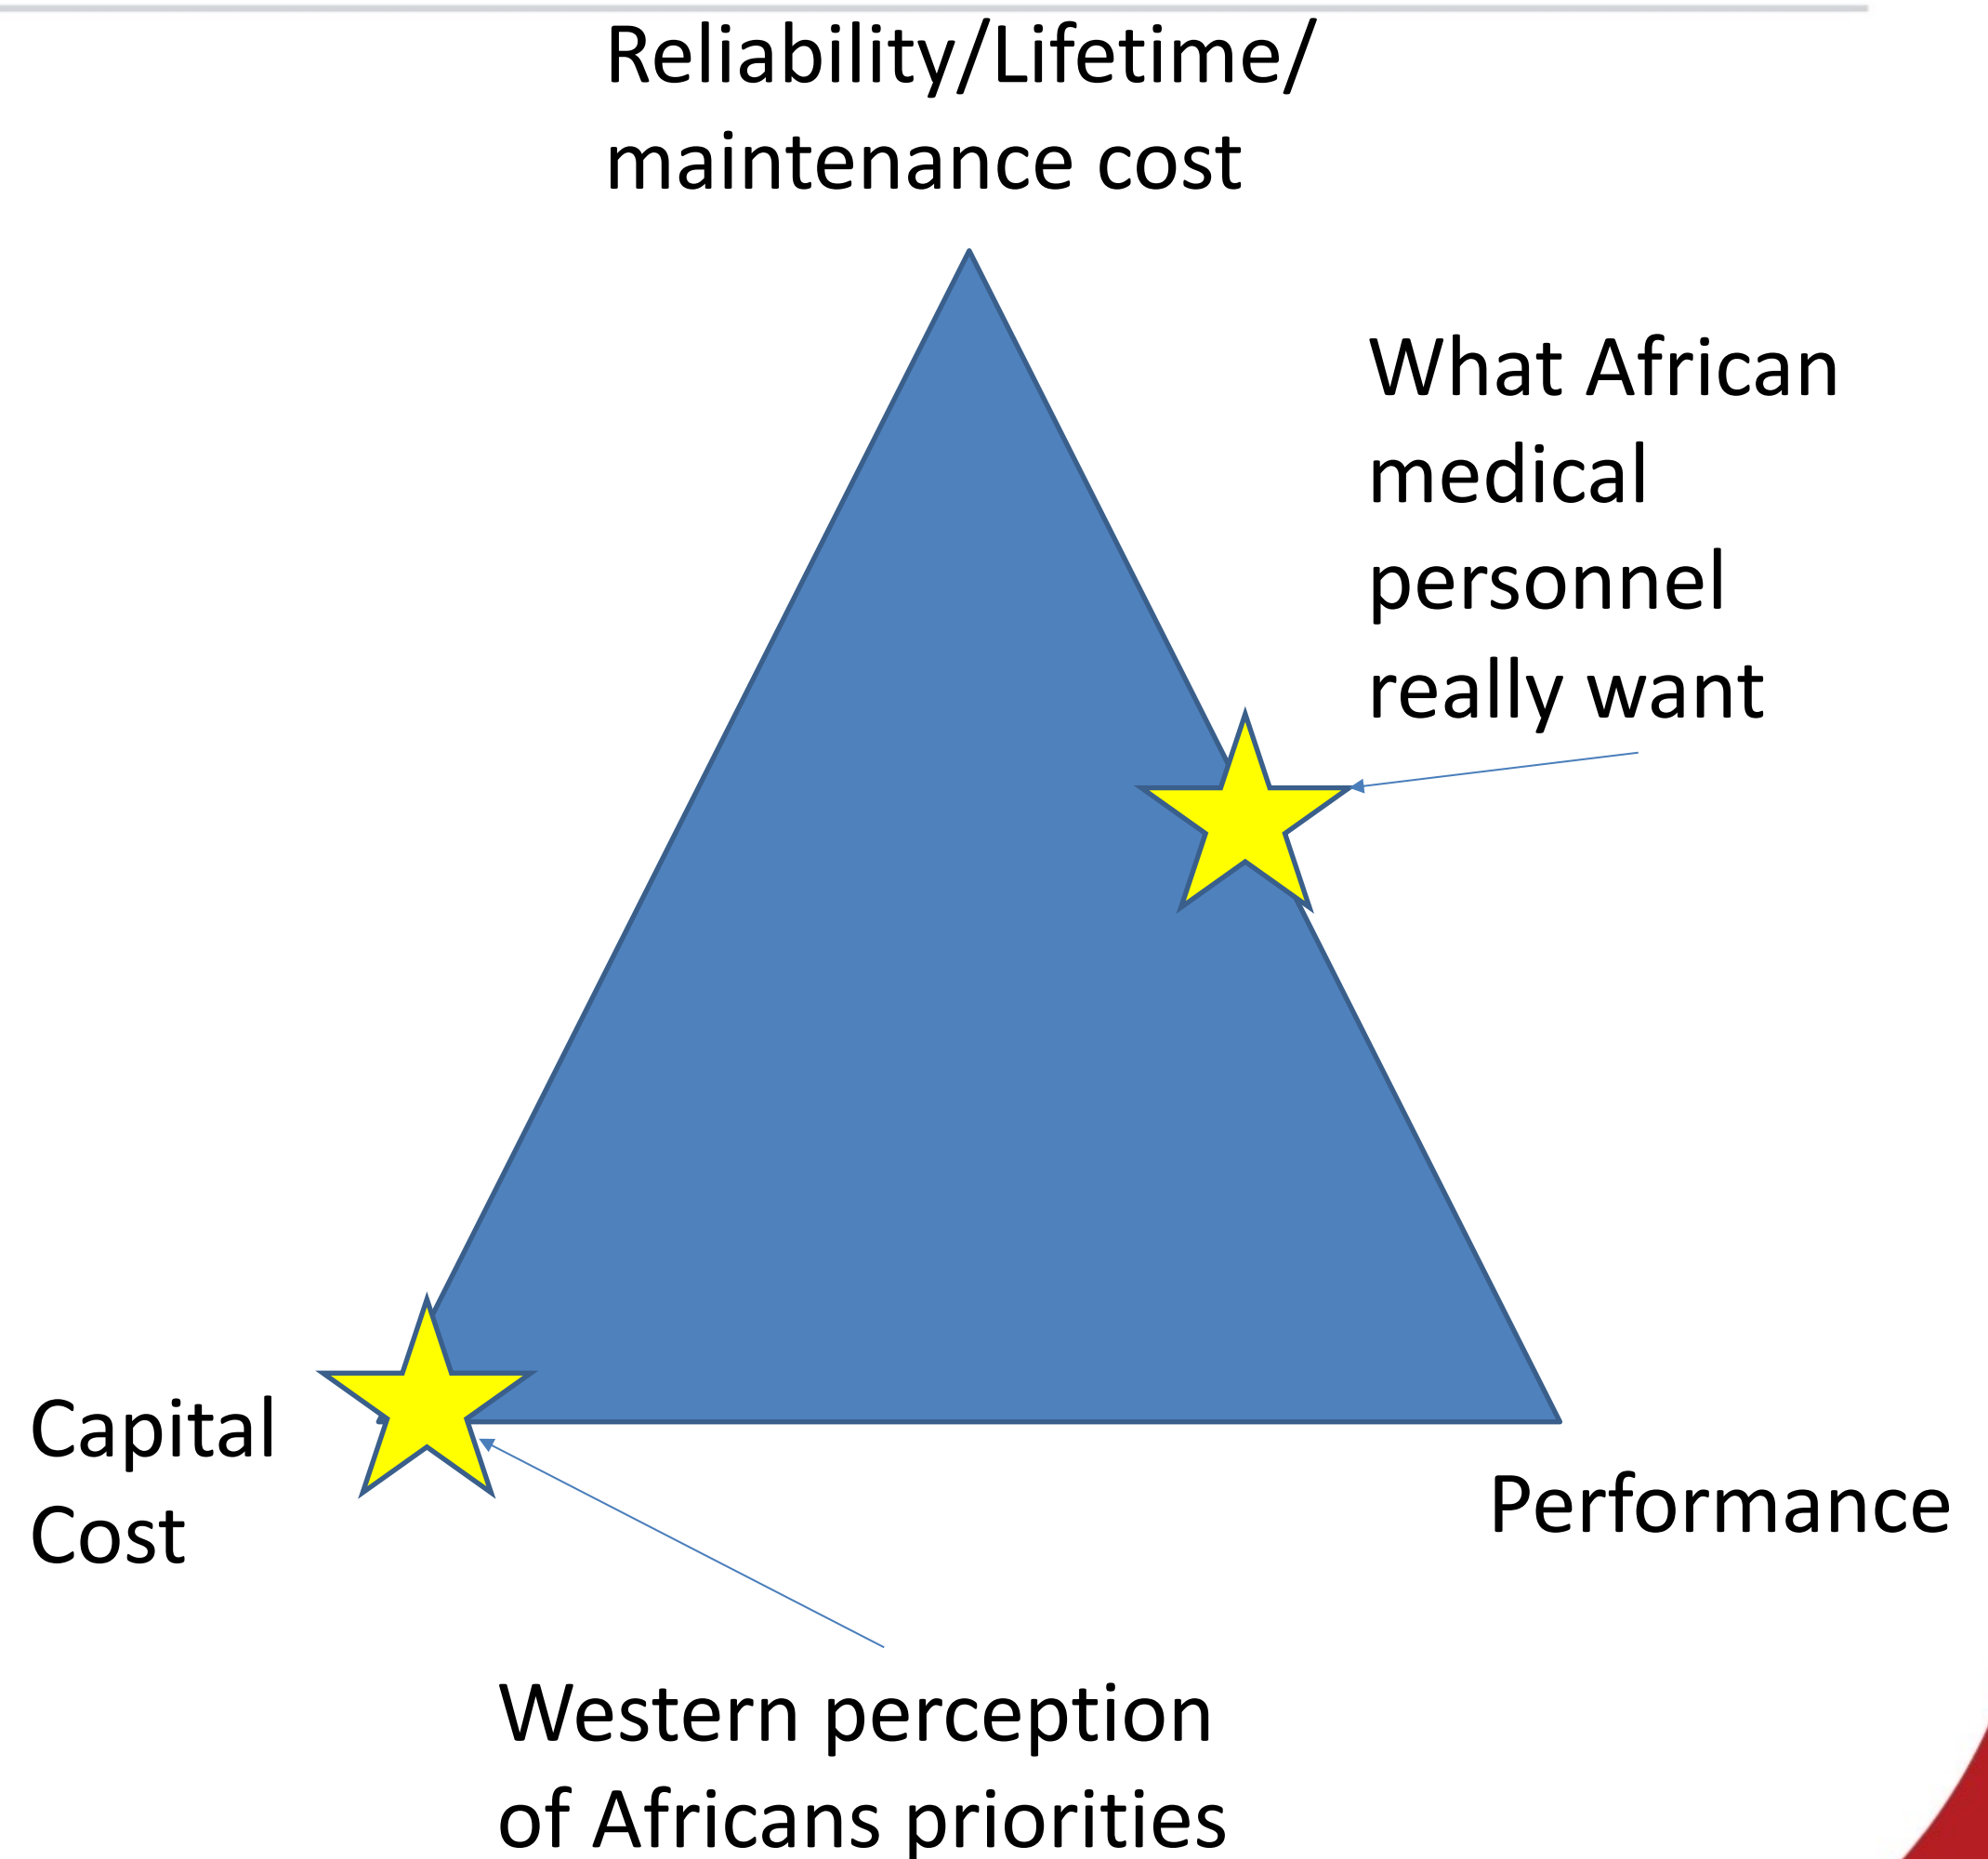 Reliability/Lifetime/
maintenance cost
What African
medical
personnel
really want
Capital
Cost
Performance
Western perception
of Africans priorities